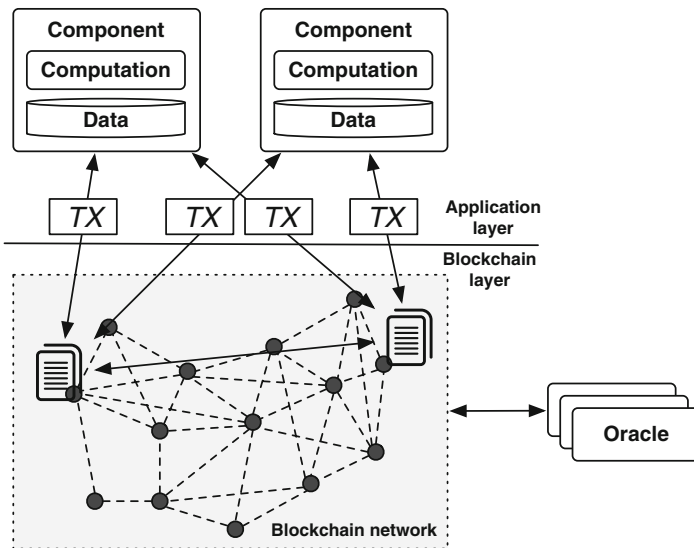 Component
Computation
Data
Component
Computation
Data
TX
TX
TX
TX
Application
layer
Blockchain
layer
Oracle
Blockchain network